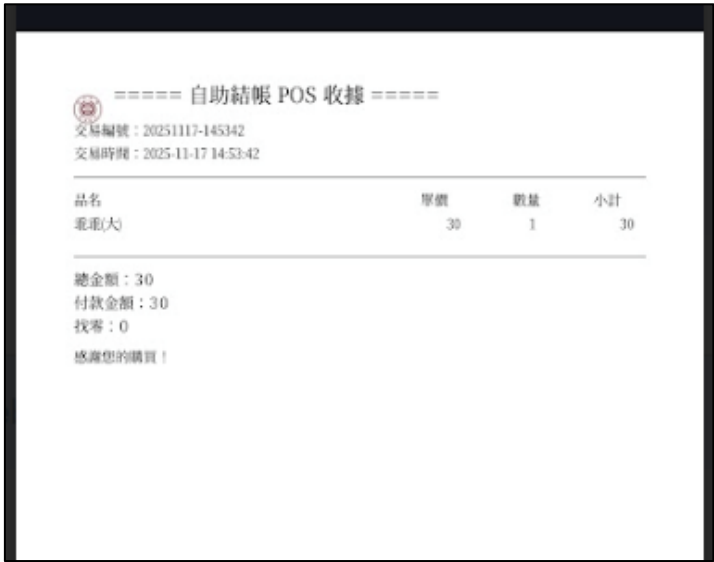 ===== 自助結帳 POS 收據 =====
交易編號：20251117-145342
交易時間：2025-11-17 14:53:42
品名 單價 數量 小計
乖乖(大) 30 1 30
總金額：30
付款金額：30
找零：0
感謝您的購買！